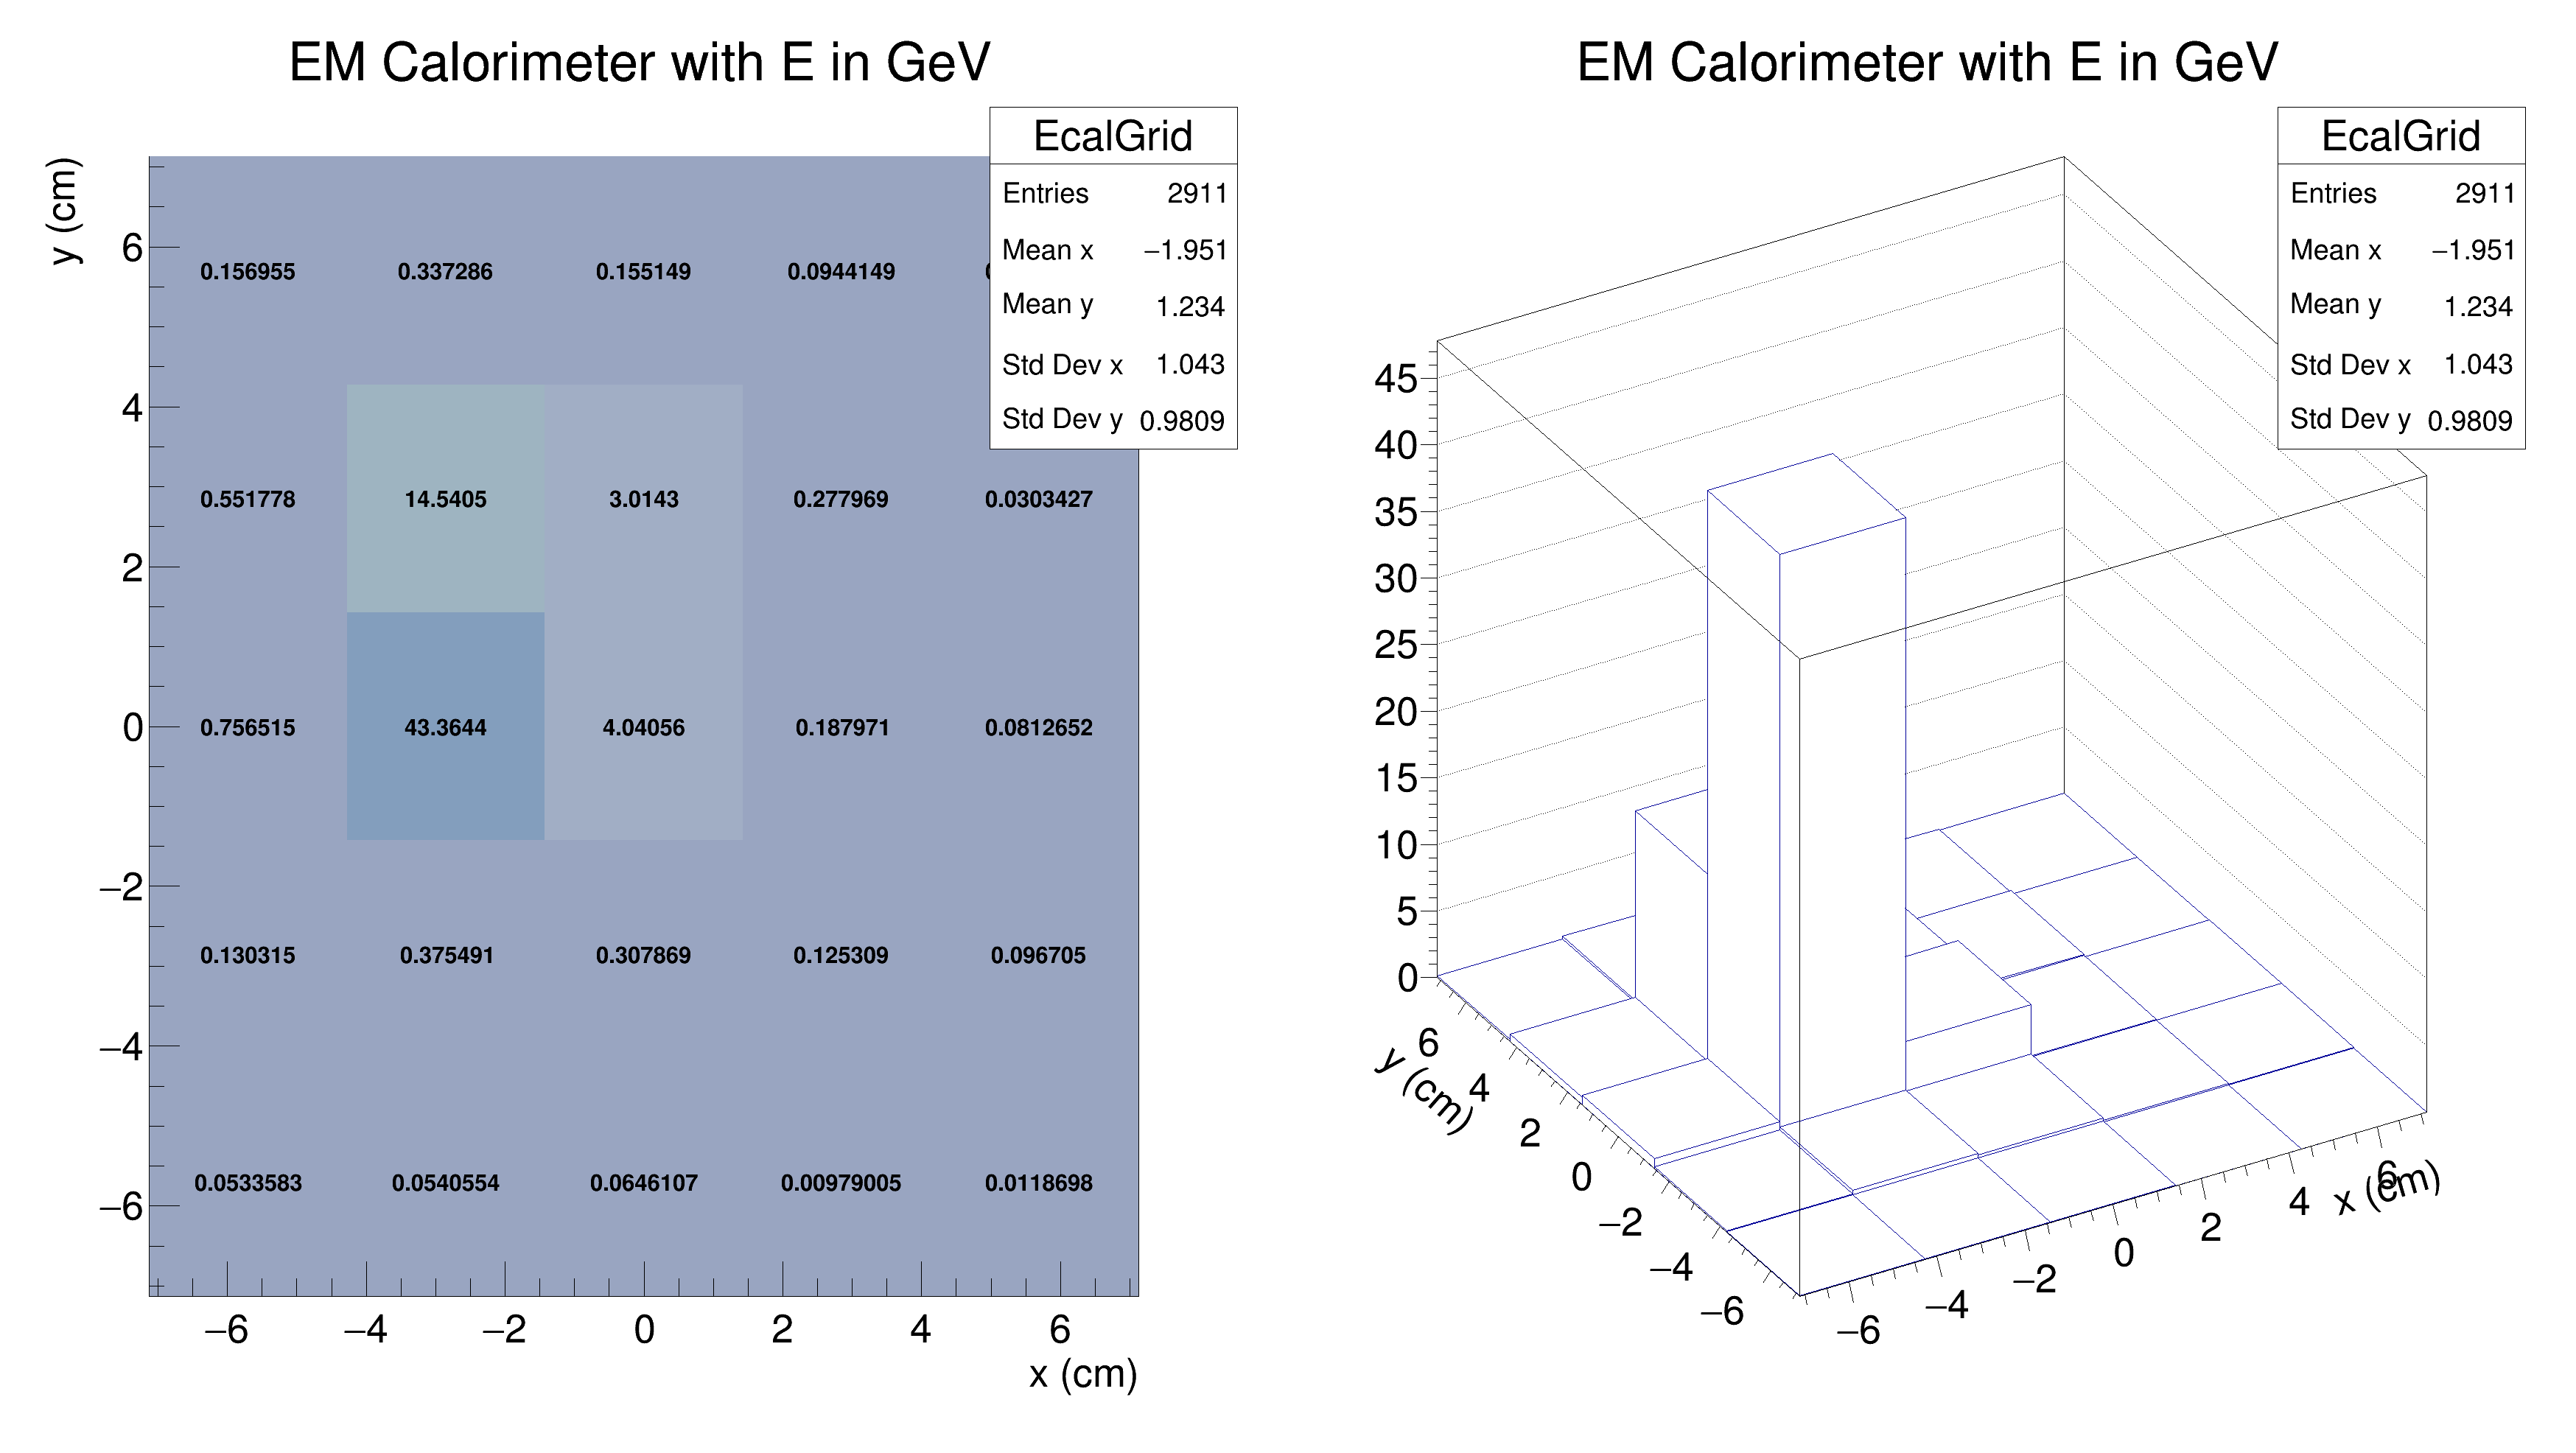 EM Calorimeter with E in GeV
EcalGrid
Entries 2911
Mean x −1.951
Mean y 1.234
Std Dev x 1.043
Std Dev y 0.9809
y (cm)
6
4
2
0
−2
−4
−6
0.156955 0.337286 0.155149 0.0944149
0.551778 14.5405 3.0143 0.277969 0.0303427
0.756515 43.3644 4.04056 0.187971 0.0812652
0.130315 0.375491 0.307869 0.125309 0.096705
0.0533583 0.0540554 0.0646107 0.00979005 0.0118698
−6 −4 −2 0 2 4 6
x (cm)
EM Calorimeter with E in GeV
EcalGrid
Entries 2911
Mean x −1.951
Mean y 1.234
Std Dev x 1.043
Std Dev y 0.9809
45
40
35
30
25
20
15
10
5
0
6
4
2
0
−2
−4
−6
y (cm)
−6 −4 −2 0 2 4 6
x (cm)